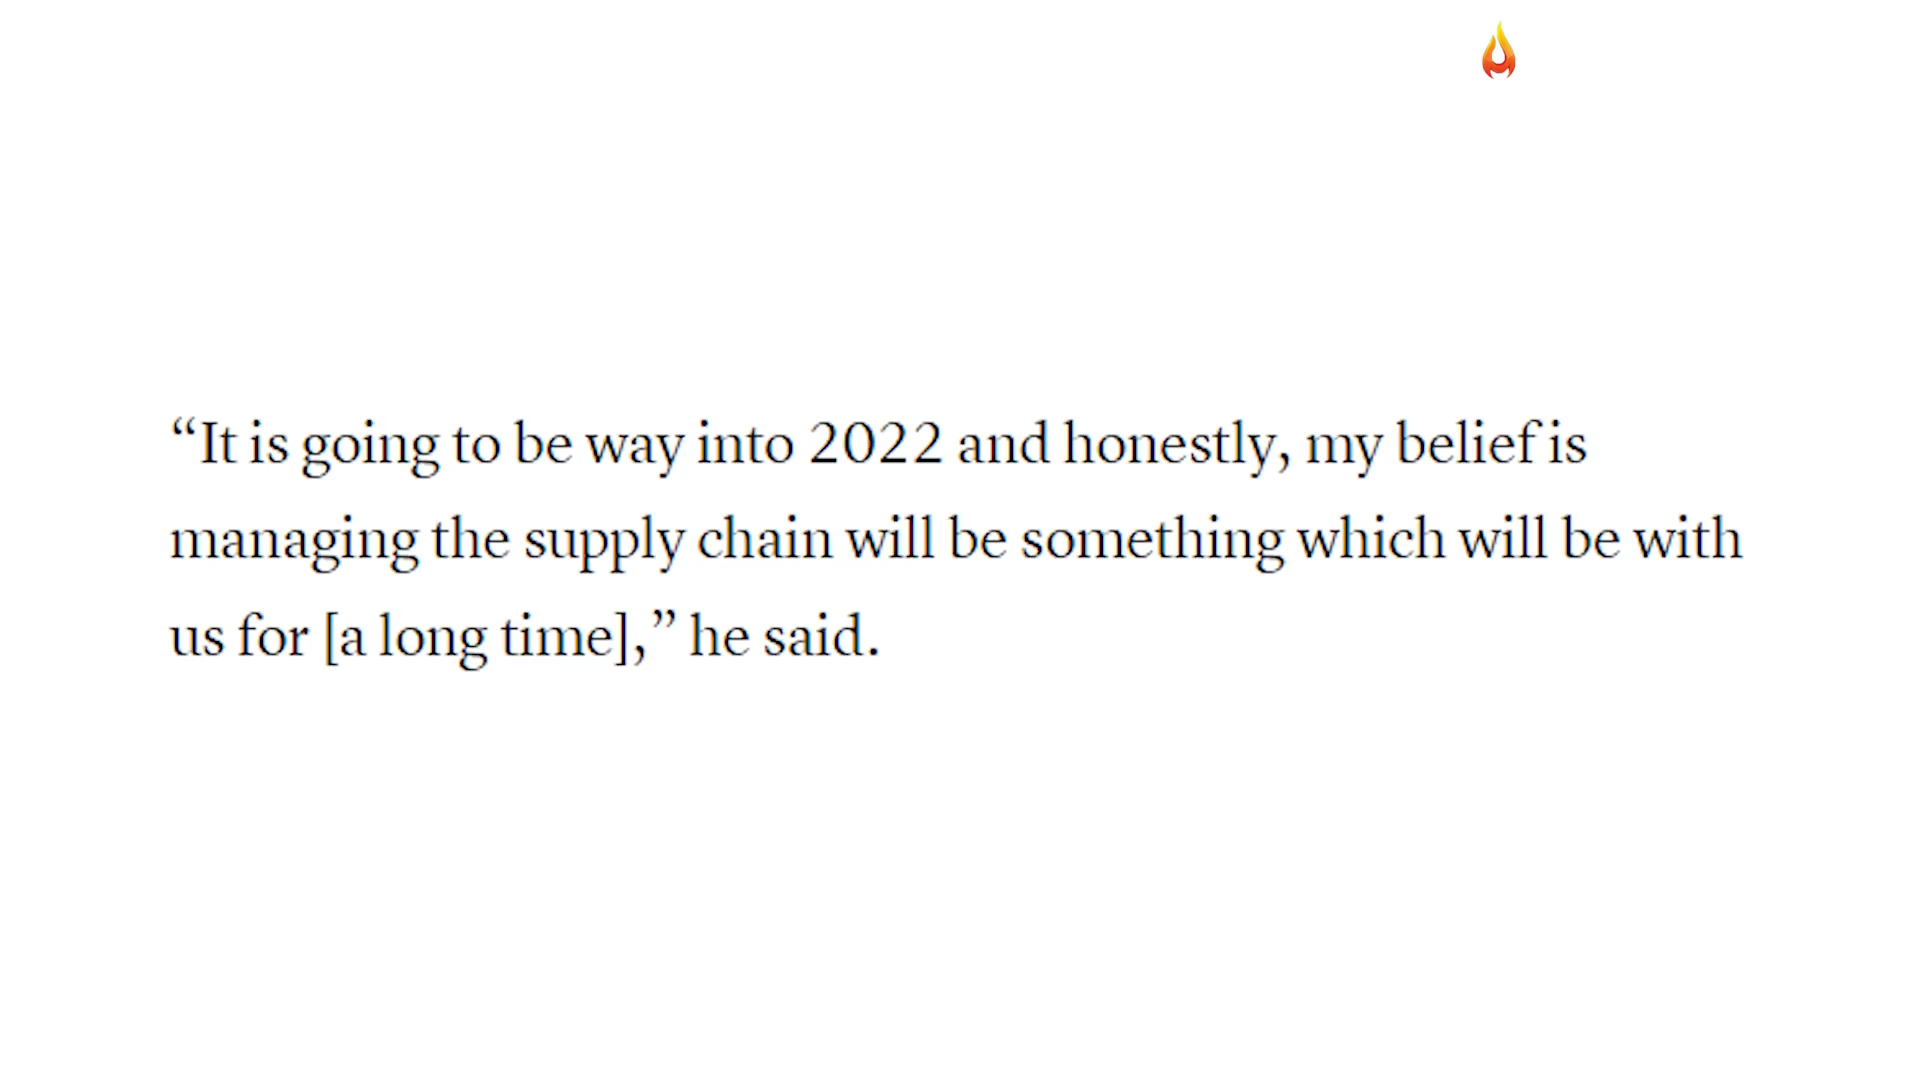 “It is going to be way into 2022 and honestly, my belief is
managing the supply chain will be something which will be with
us for [a long time],” he said.